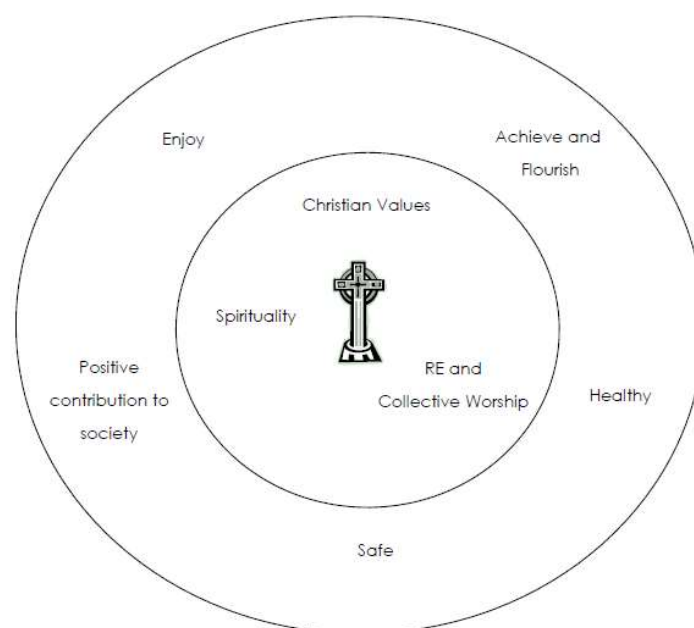 Enjoy
Achieve and
Flourish
Christian Values
Spirituality
RE and
Collective Worship
Positive
contribution to
society
Healthy
Safe